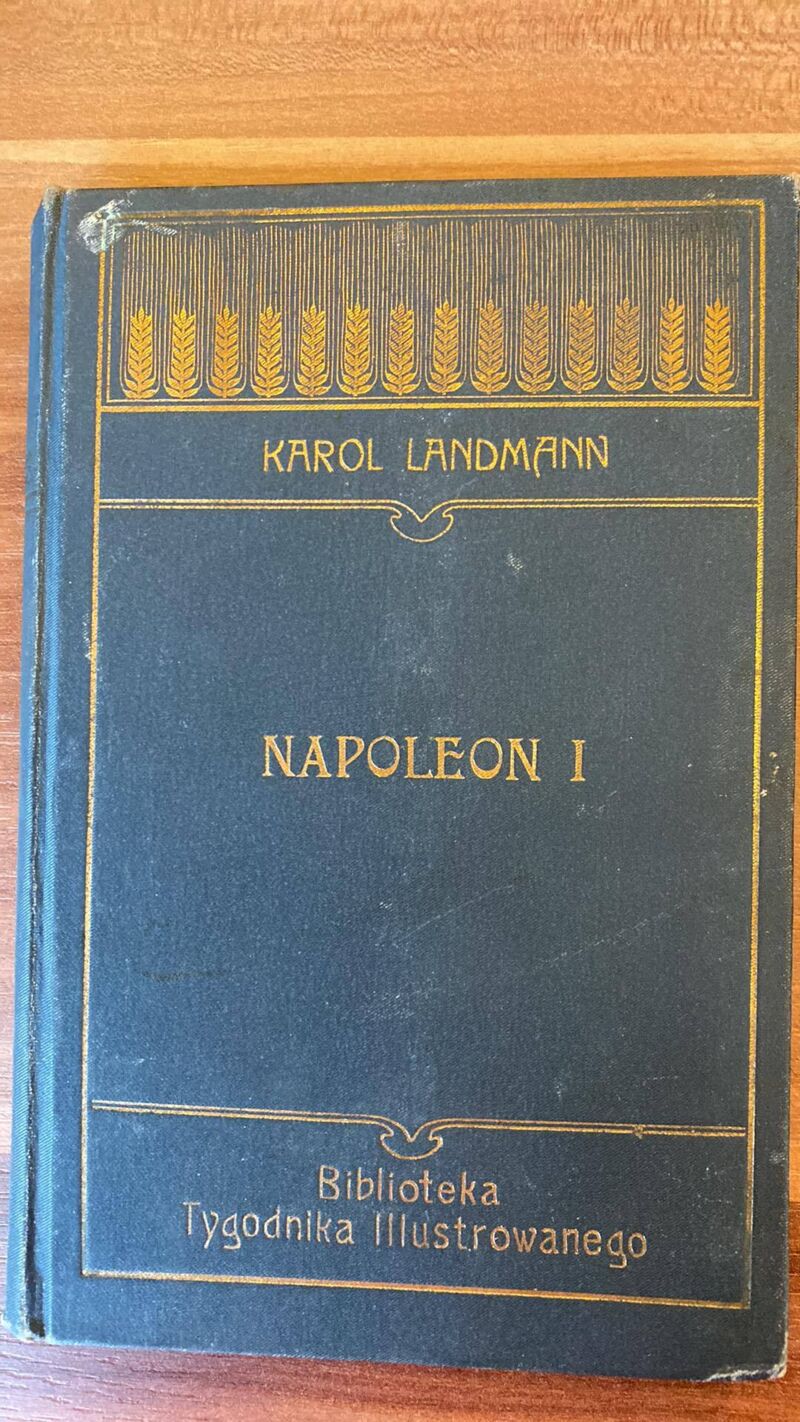 KAROL LANDMANN
NAPOLEON I
Biblioteka
Tygodnika Illustrowanego